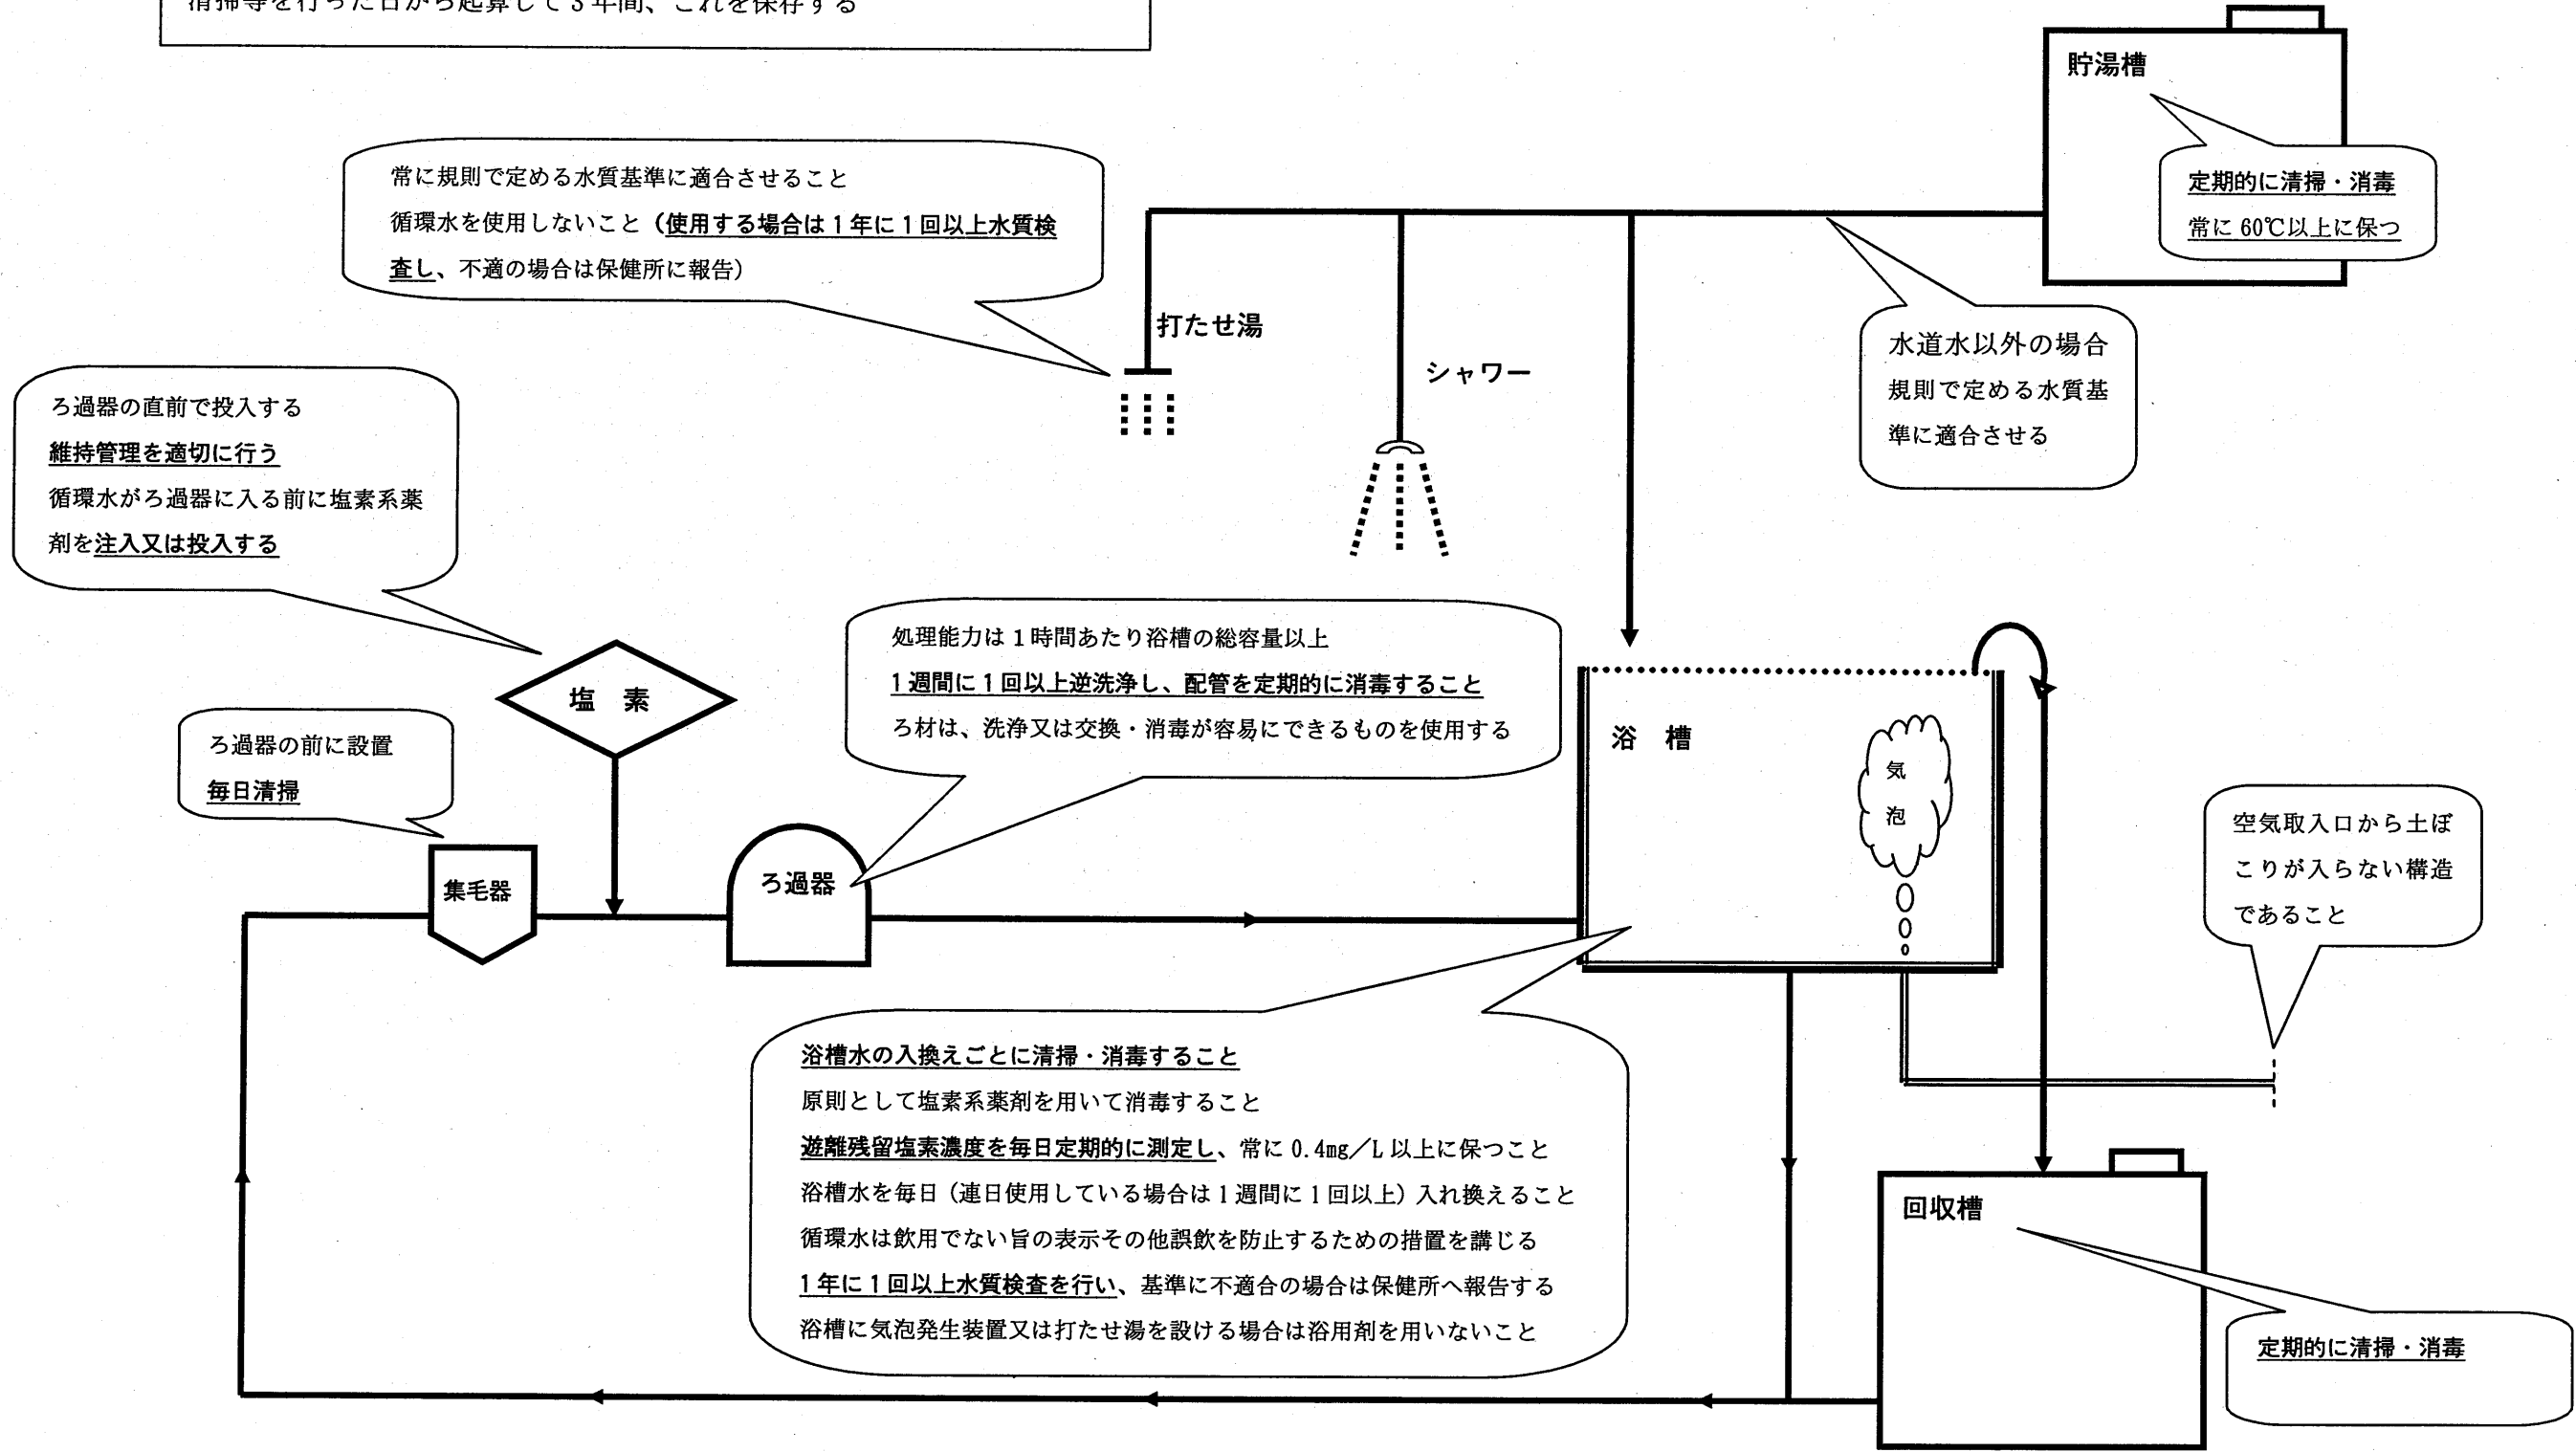 清掃等を行った日から起算して3年間、これを保存する
貯湯槽
定期的に清掃・消毒
常に 60℃以上に保つ
常に規則で定める水質基準に適合させること
循環水を使用しないこと（使用する場合は1年に1回以上水質検
査し、不適の場合は保健所に報告）
打たせ湯
シャワー
水道水以外の場合
規則で定める水質基
準に適合させる
ろ過器の直前で投入する
維持管理を適切に行う
循環水がろ過器に入る前に塩素系薬
剤を注入又は投入する
塩　素
処理能力は1時間あたり浴槽の総容量以上
1週間に1回以上逆洗浄し、配管を定期的に消毒すること
ろ材は、洗浄又は交換・消毒が容易にできるものを使用する
ろ過器の前に設置
毎日清掃
集毛器
ろ過器
浴　槽
気
泡
空気取入口から土ぼ
こりが入らない構造
であること
浴槽水の入換えごとに清掃・消毒すること
原則として塩素系薬剤を用いて消毒すること
遊離残留塩素濃度を毎日定期的に測定し、常に 0.4㎎／L 以上に保つこと
浴槽水を毎日（連日使用している場合は1週間に1回以上）入れ換えること
循環水は飲用でない旨の表示その他誤飲を防止するための措置を講じる
1年に1回以上水質検査を行い、基準に不適合の場合は保健所へ報告する
浴槽に気泡発生装置又は打たせ湯を設ける場合は浴用剤を用いないこと
回収槽
定期的に清掃・消毒